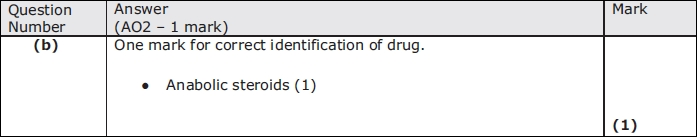 Question Number Answer (AO2 – 1 mark) Mark
(b) One mark for correct identification of drug.
● Anabolic steroids (1)
(1)